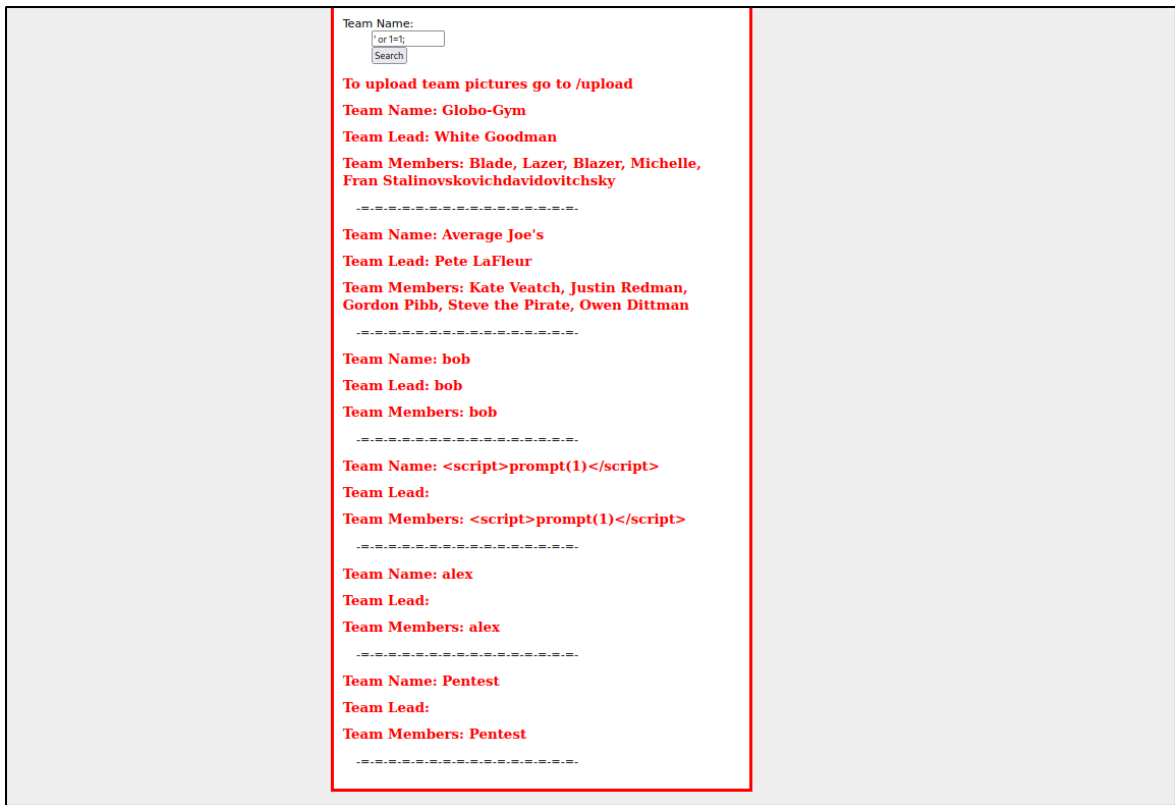 Team Name:
' or 1=1;
Search
To upload team pictures go to /upload
Team Name: Globo-Gym
Team Lead: White Goodman
Team Members: Blade, Lazer, Blazer, Michelle,
Fran Stalinovskovichdavidovitchsky
-=-=-=-=-=-=-=-=-=-=-=-=-=-=-=-=-
Team Name: Average Joe's
Team Lead: Pete LaFleur
Team Members: Kate Veatch, Justin Redman,
Gordon Pibb, Steve the Pirate, Owen Dittman
-=-=-=-=-=-=-=-=-=-=-=-=-=-=-=-=-
Team Name: bob
Team Lead: bob
Team Members: bob
-=-=-=-=-=-=-=-=-=-=-=-=-=-=-=-=-
Team Name: <script>prompt(1)</script>
Team Lead:
Team Members: <script>prompt(1)</script>
-=-=-=-=-=-=-=-=-=-=-=-=-=-=-=-=-
Team Name: alex
Team Lead:
Team Members: alex
-=-=-=-=-=-=-=-=-=-=-=-=-=-=-=-=-
Team Name: Pentest
Team Lead:
Team Members: Pentest
-=-=-=-=-=-=-=-=-=-=-=-=-=-=-=-=-